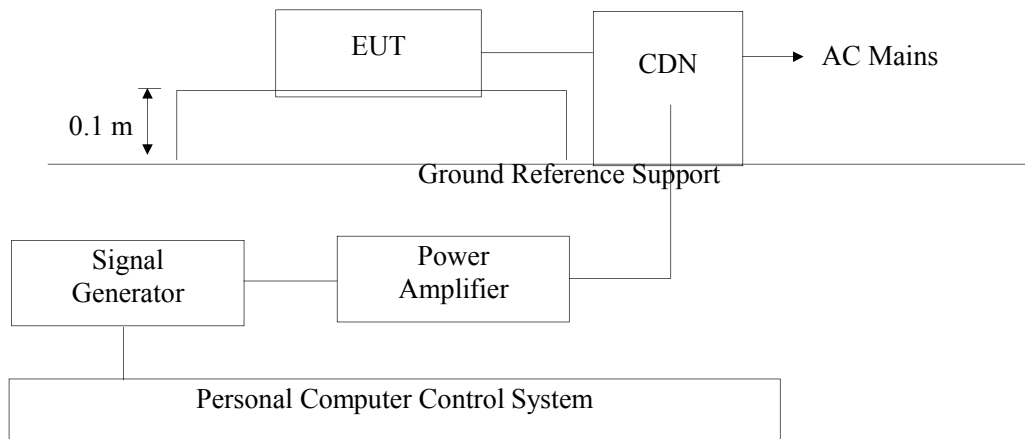 EUT
CDN
AC Mains
0.1 m
Ground Reference Support
Signal
Generator
Power
Amplifier
Personal Computer Control System